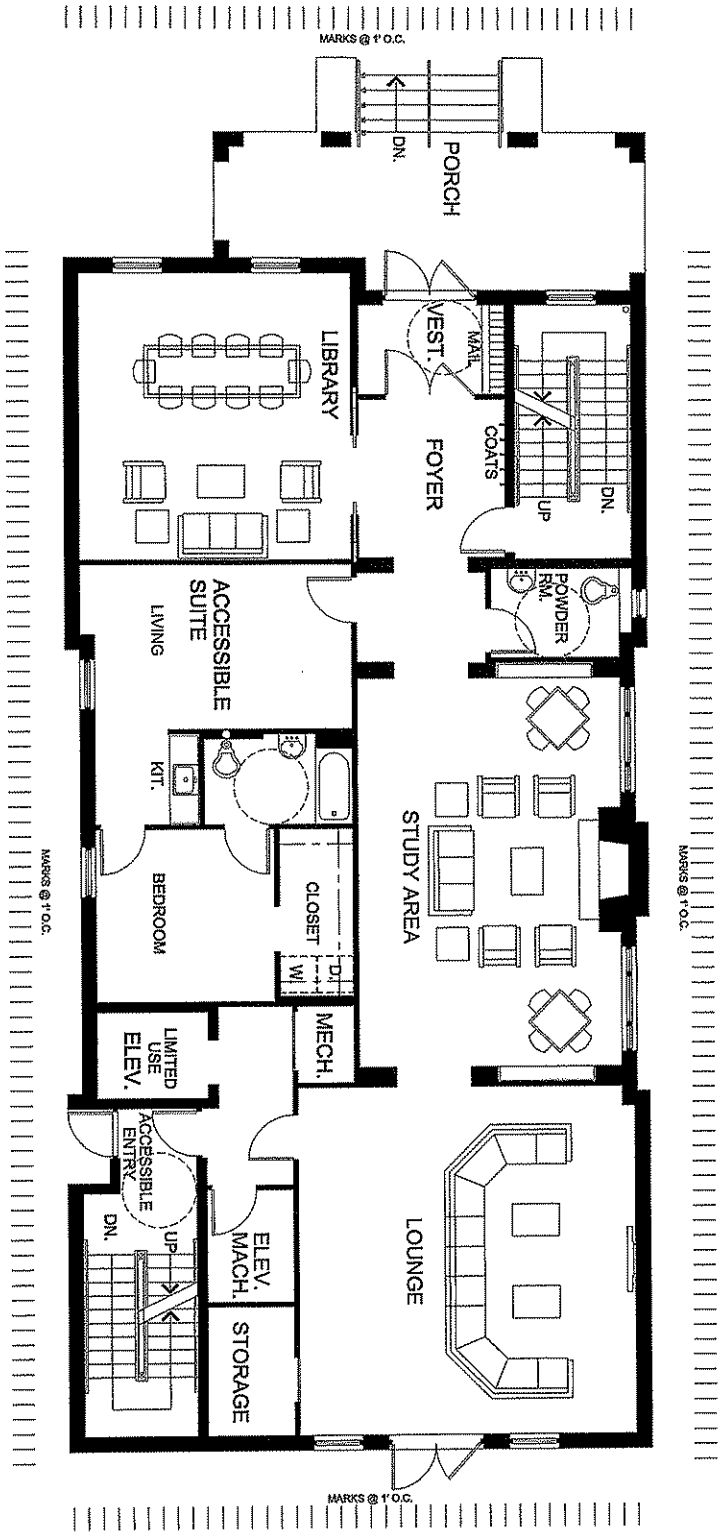 MARKS @ 1' O.C.
DN.
PORCH
VEST.
MAIL
LIBRARY
FOYER
COATS
UP
DN.
POWDER
RM.
ACCESSIBLE
SUITE
LIVING
KIT.
STUDY AREA
MARKS @ 1' O.C.
MARKS @ 1' O.C.
BEDROOM
CLOSET
W.
D.
MECH.
LIMITED
USE
ELEV.
ACCESSIBLE
ENTRY
DN.
UP
ELEV.
MACH.
LOUNGE
STORAGE
MARKS @ 1' O.C.